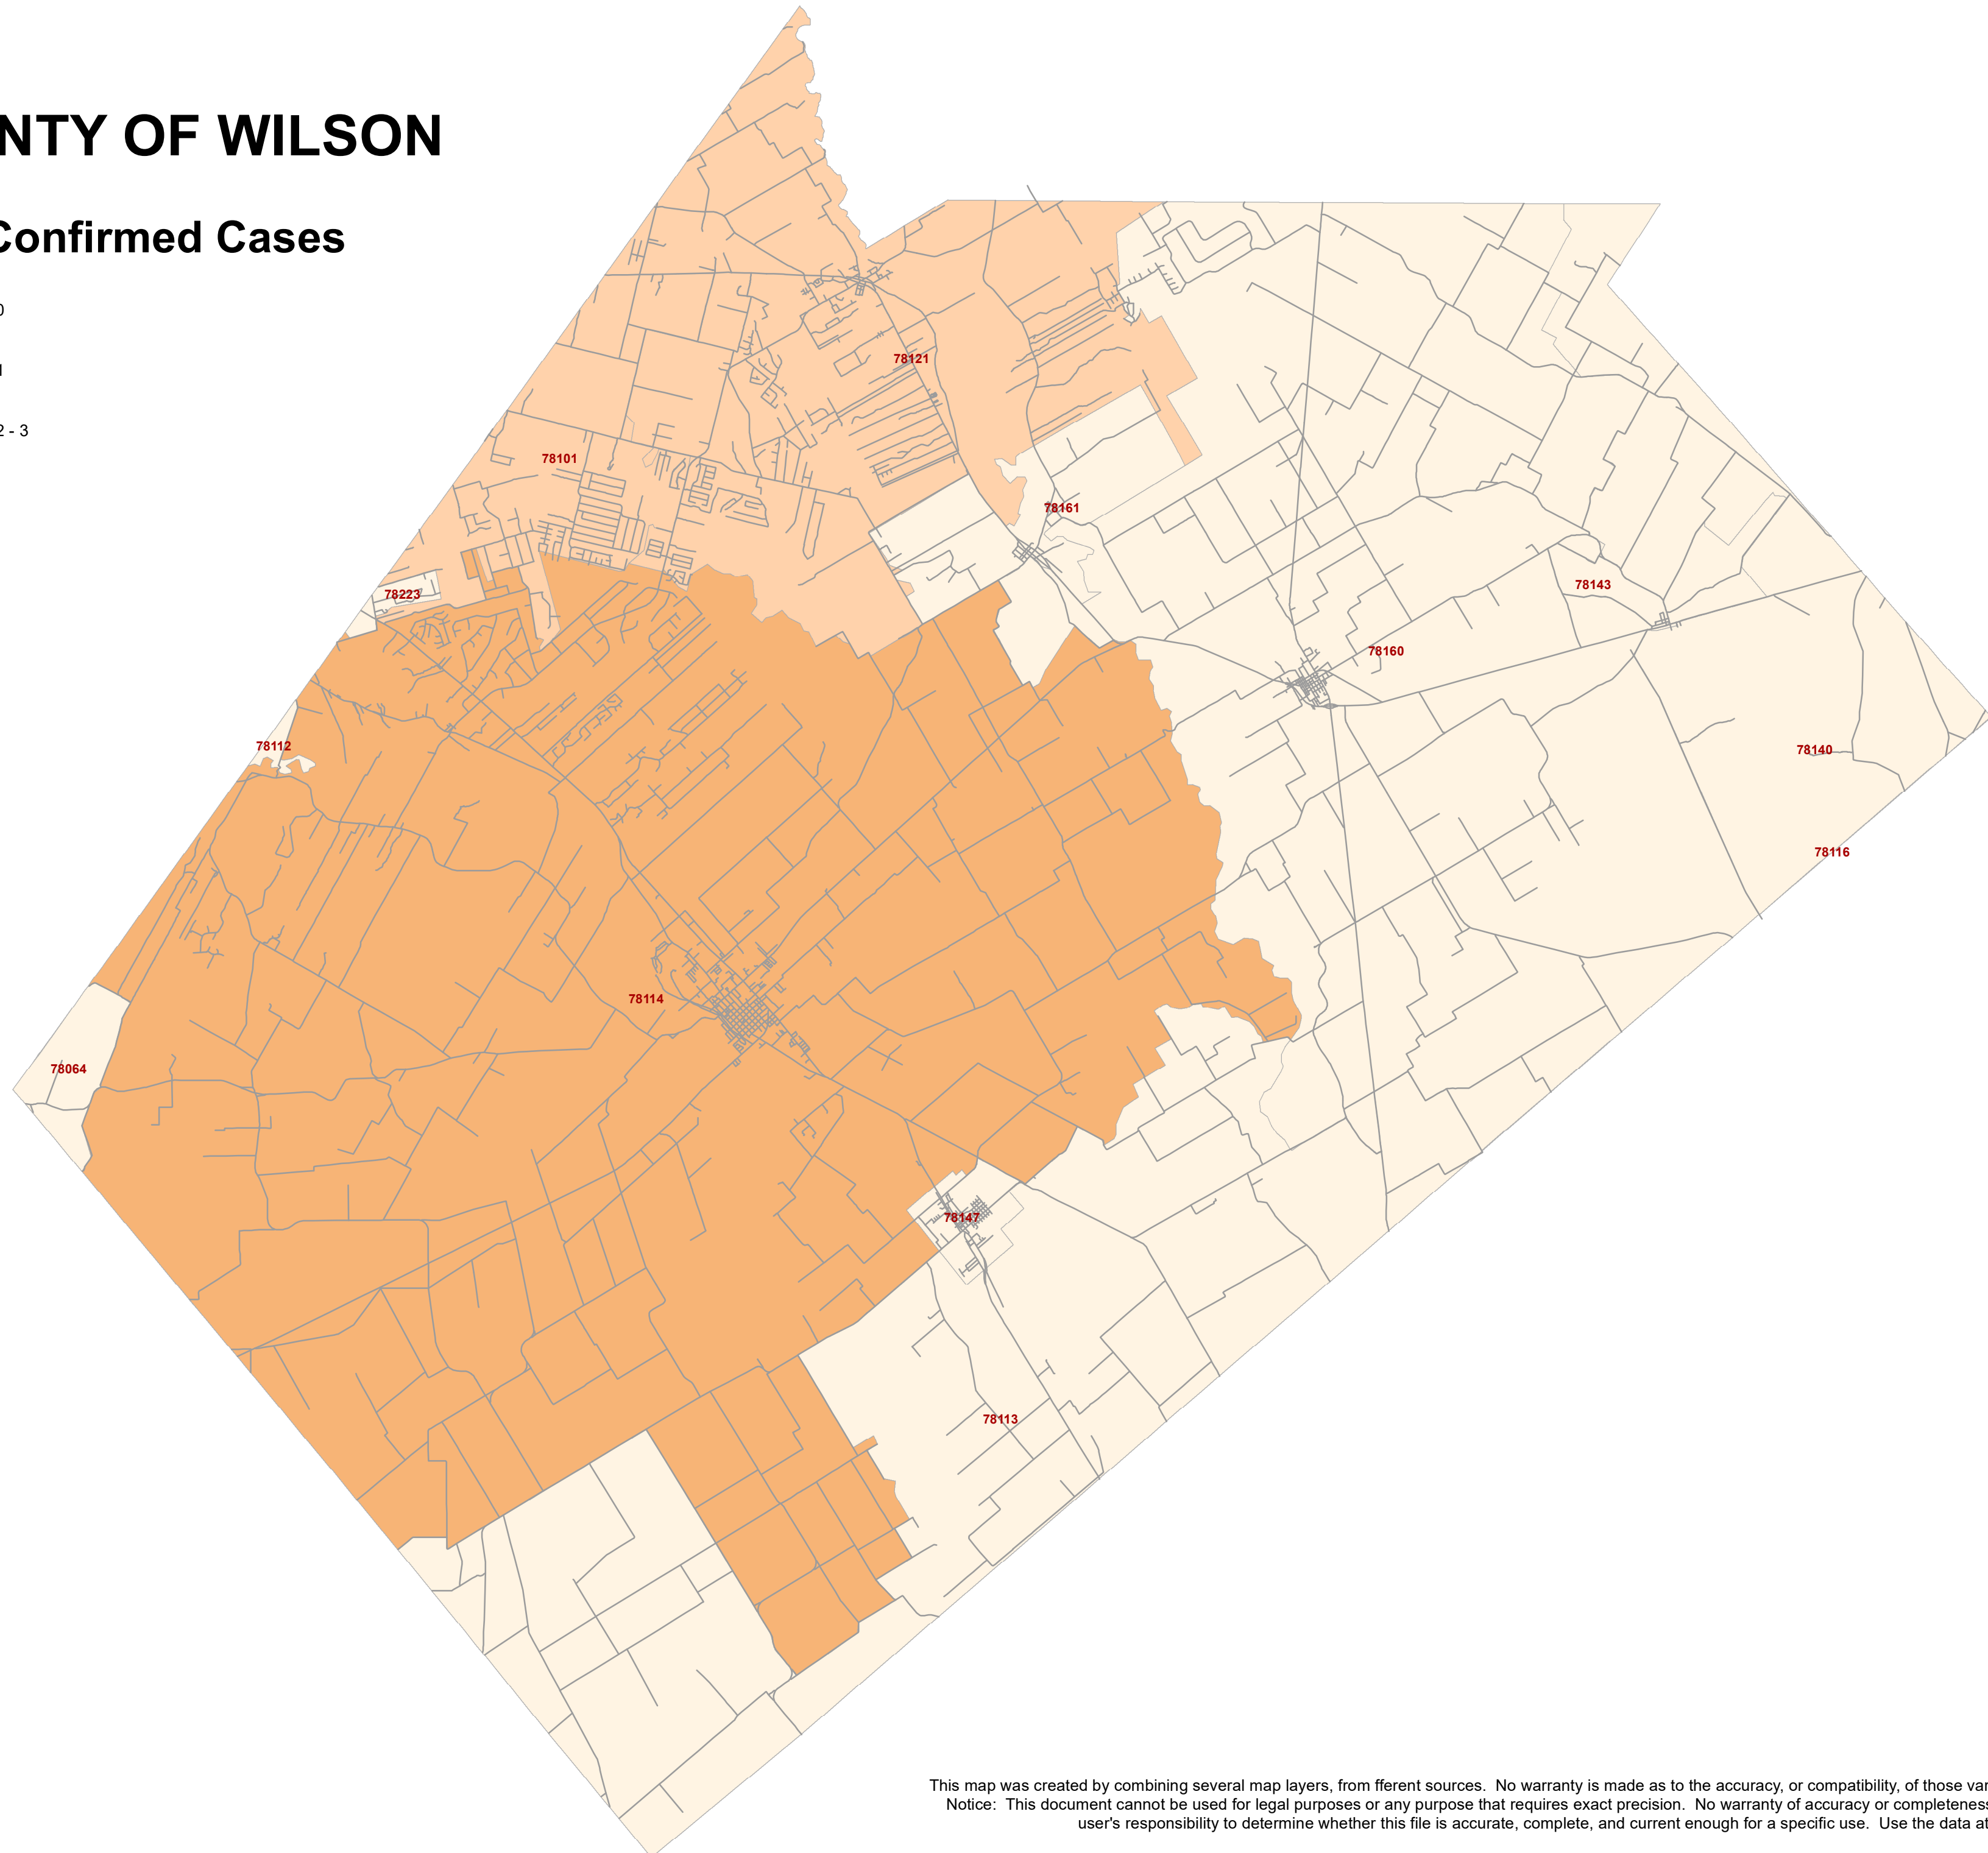 NTY OF WILSON
Confirmed Cases
0
1
2 - 3
78121
78101
78161
78223
78143
78160
78112
78140
78116
78114
78064
78147
78113
This map was created by combining several map layers, from fferent sources.  No warranty is made as to the accuracy, or compatibility, of those var
Notice:  This document cannot be used for legal purposes or any purpose that requires exact precision.  No warranty of accuracy or completeness
user's responsibility to determine whether this file is accurate, complete, and current enough for a specific use.  Use the data at